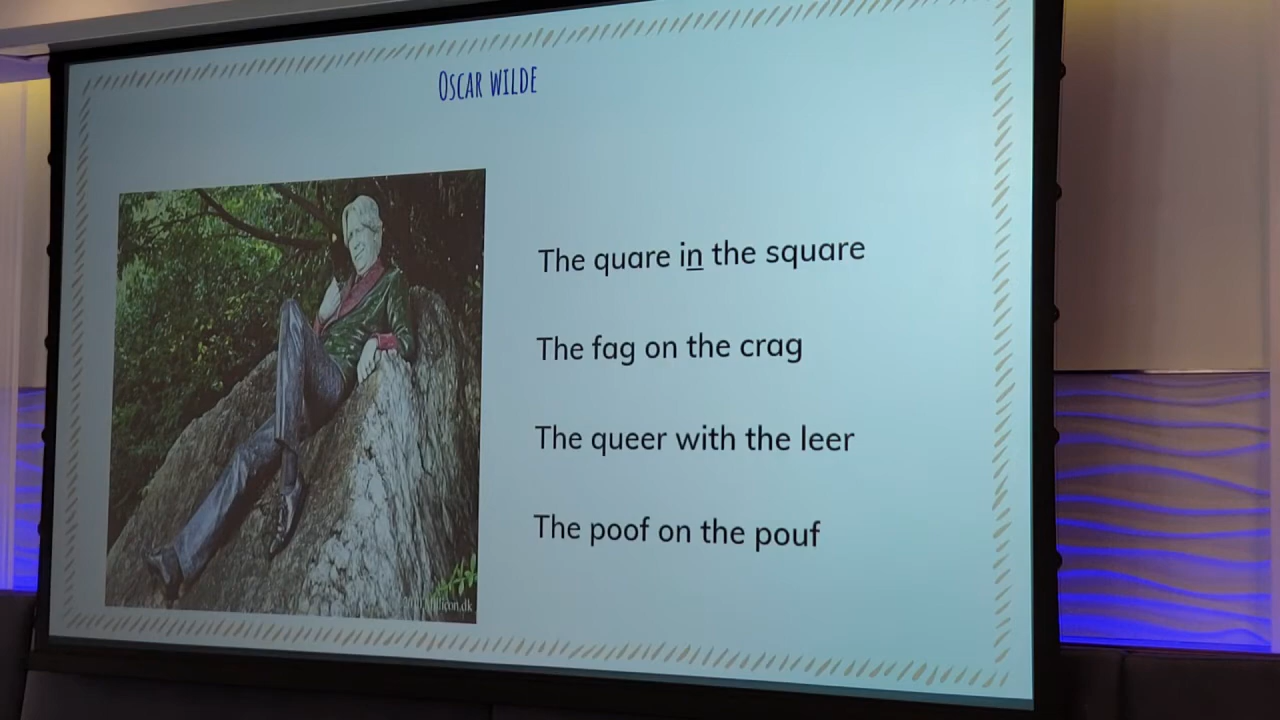 Oscar Wilde
The quare in the square
The fag on the crag
The queer with the leer
The poof on the pouf